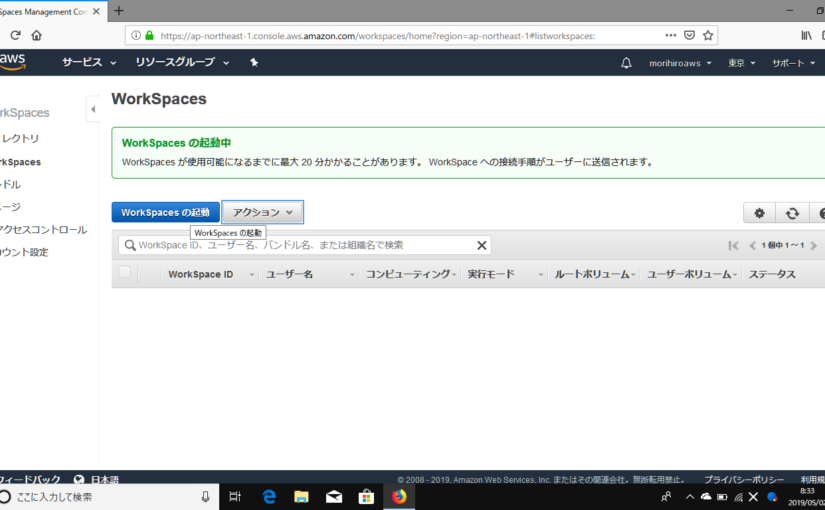 Spaces Management Con
https://ap-northeast-1.console.aws.amazon.com/workspaces/home?region=ap-northeast-1#listworkspaces:
aws サービス リソースグループ morihiroaws 東京 サポート
rkSpaces
レクトリ
rkSpaces
ドル
ージ
アクセスコントロール
ウント設定
WorkSpaces
WorkSpaces の起動中
WorkSpaces が使用可能になるまでに最大 20 分かかることがあります。 WorkSpace への接続手順がユーザーに送信されます。
WorkSpaces の起動 アクション
WorkSpaces の起動
WorkSpace ID、ユーザー名、バンドル名、または組織名で検索
1 個中 1 ～ 1
WorkSpace ID ユーザー名 コンピューティング 実行モード ルートボリューム ユーザーボリューム ステータス
フィードバック 日本語 © 2008 - 2019, Amazon Web Services, Inc. またはその関連会社。無断転用禁止。 プライバシーポリシー 利用規
ここに入力して検索
8:33
2019/05/02